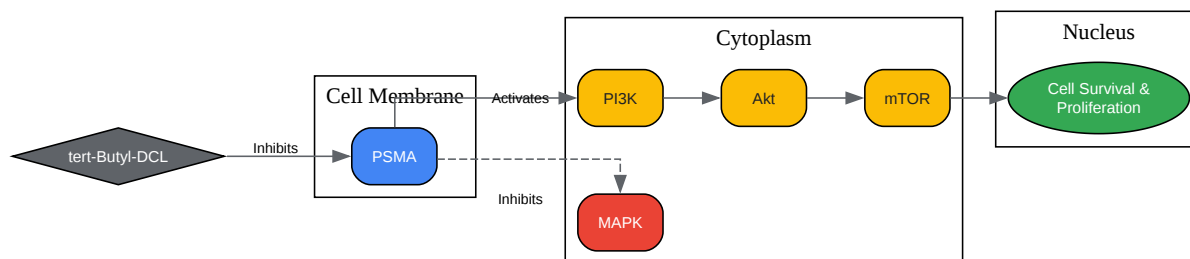 Nucleus
Cytoplasm
Cell Membrane
Activates
PI3K
Akt
mTOR
Cell Survival &
Proliferation
tert-Butyl-DCL
Inhibits
PSMA
Inhibits
MAPK